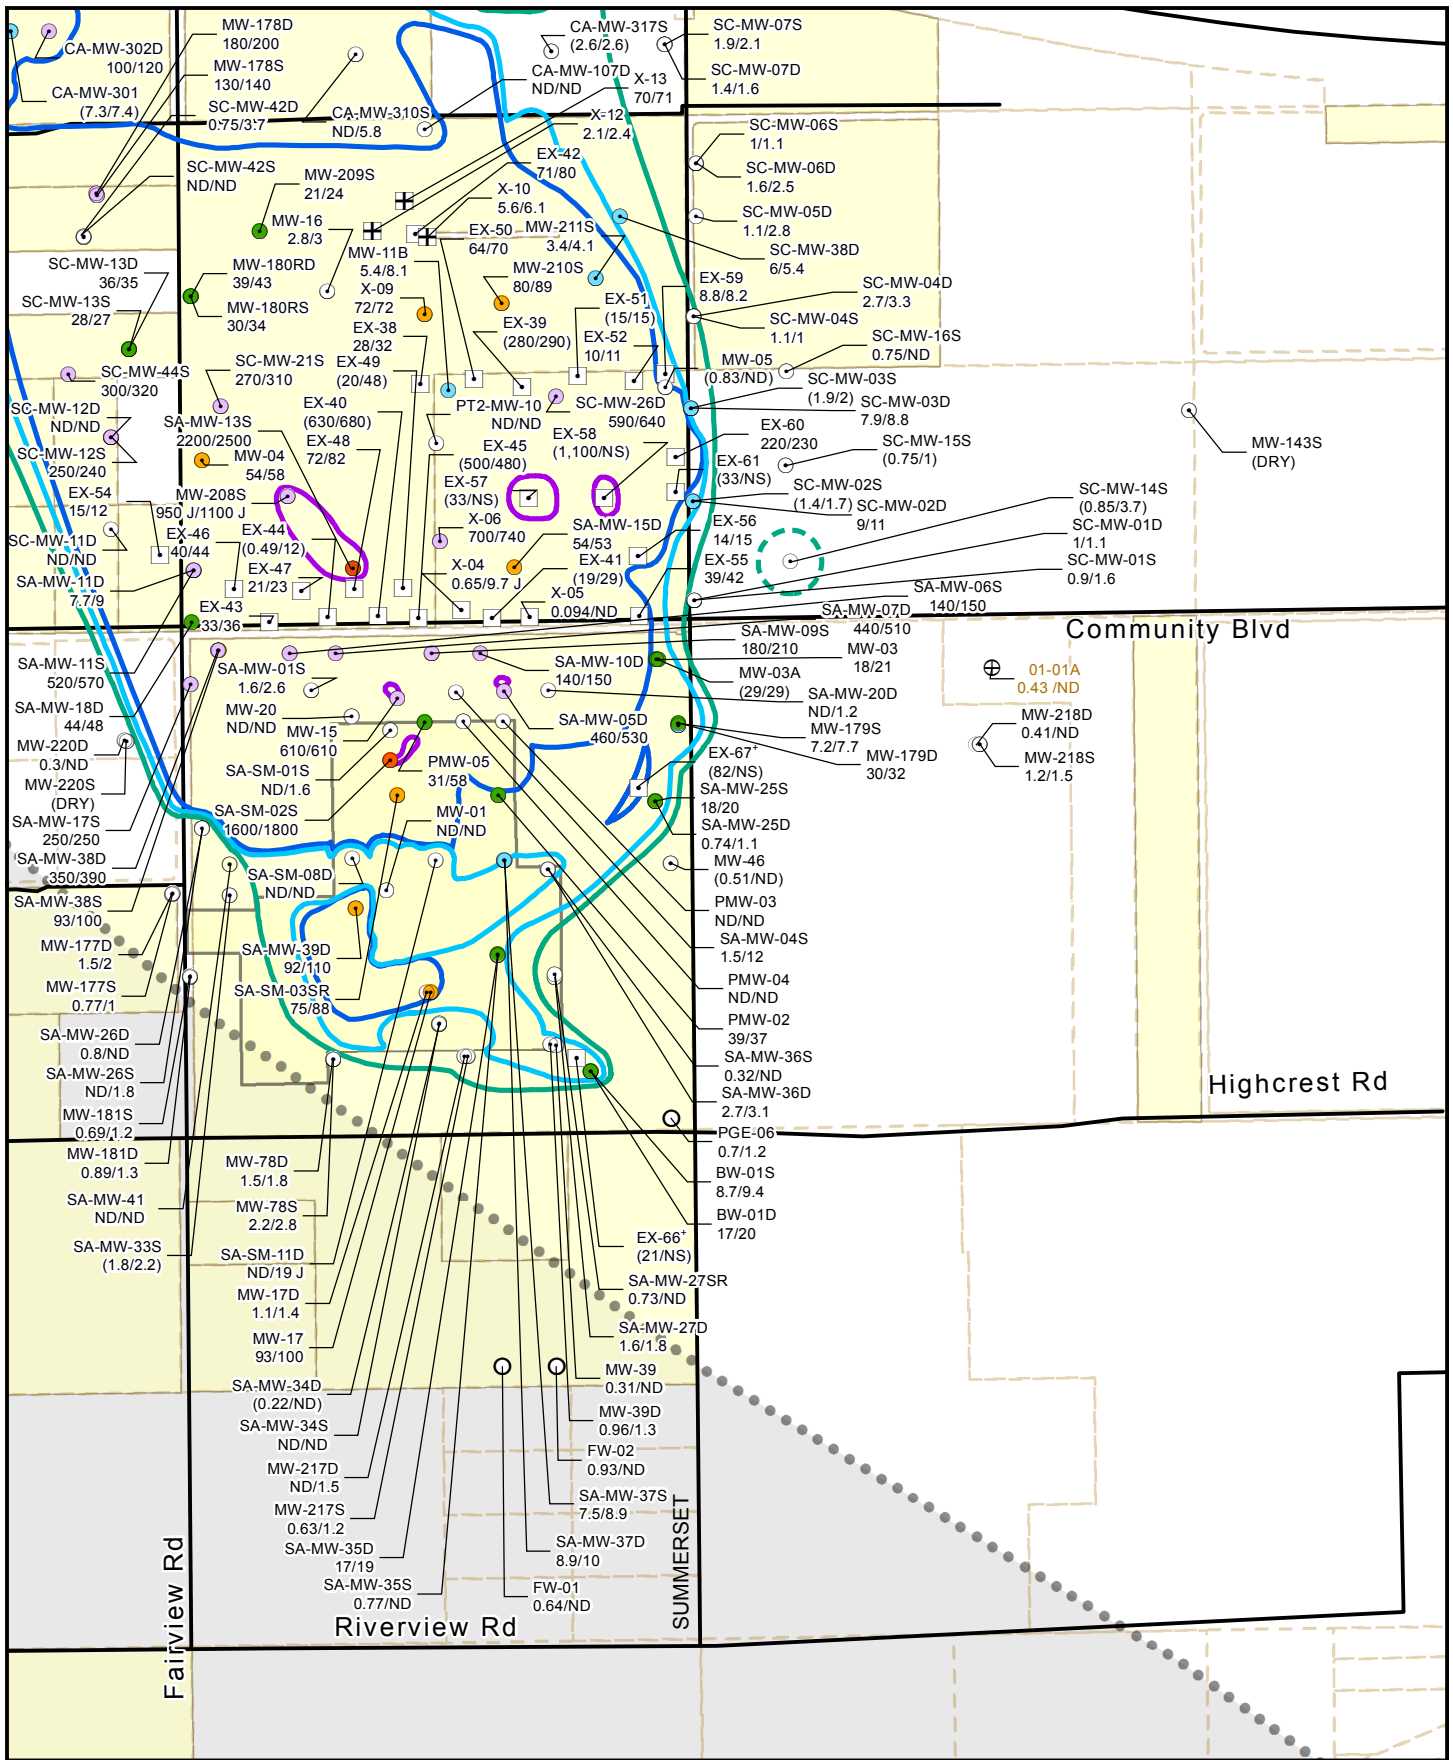 MW-178D
180/200
CA-MW-302D
100/120
MW-178S
130/140
CA-MW-301
(7.3/7.4)
SC-MW-42D
0.75/3.7
CA-MW-310S
ND/5.8
CA-MW-317S
(2.6/2.6)
CA-MW-107D
ND/ND
X-13
70/71
X-12
2.1/2.4
SC-MW-07S
1.9/2.1
SC-MW-07D
1.4/1.6
SC-MW-06S
1/1.1
SC-MW-06D
1.6/2.5
SC-MW-05D
1.1/2.8
SC-MW-38D
6/5.4
SC-MW-42S
ND/ND
MW-209S
21/24
EX-42
71/80
X-10
5.6/6.1
MW-16
2.8/3
EX-50
64/70
MW-211S
3.4/4.1
MW-11B
5.4/8.1
SC-MW-13D
36/35
MW-180RD
39/43
MW-210S
80/89
EX-59
8.8/8.2
SC-MW-04D
2.7/3.3
SC-MW-13S
28/27
MW-180RS
30/34
X-09
72/72
EX-51
(15/15)
SC-MW-04S
1.1/1
EX-38
28/32
EX-39
(280/290)
EX-52
10/11
SC-MW-16S
0.75/ND
SC-MW-44S
300/320
SC-MW-21S
270/310
EX-49
(20/48)
MW-05
(0.83/ND)
SC-MW-03S
(1.9/2)
SC-MW-12D
ND/ND
SA-MW-13S
2200/2500
EX-40
(630/680)
PT2-MW-10
ND/ND
SC-MW-26D
590/640
SC-MW-03D
7.9/8.8
SC-MW-12S
250/240
MW-04
54/58
EX-48
72/82
EX-45
(500/480)
EX-58
(1,100/NS)
EX-60
220/230
SC-MW-15S
(0.75/1)
MW-143S
(DRY)
EX-61
(33/NS)
EX-54
15/12
MW-208S
950 J/1100 J
EX-57
(33/NS)
SC-MW-02S
(1.4/1.7)
SC-MW-02D
9/11
SC-MW-14S
(0.85/3.7)
SC-MW-11D
ND/ND
EX-46
40/44
EX-44
(0.49/12)
X-06
700/740
SA-MW-15D
54/53
EX-56
14/15
SC-MW-01D
1/1.1
SA-MW-11D
7.7/9
EX-47
21/23
X-04
0.65/9.7 J
EX-41
(19/29)
EX-55
39/42
SC-MW-01S
0.9/1.6
EX-43
33/36
X-05
0.094/ND
SA-MW-06S
140/150
SA-MW-07D
440/510
Community Blvd
SA-MW-11S
520/570
SA-MW-01S
1.6/2.6
SA-MW-10D
140/150
SA-MW-09S
180/210
MW-03
18/21
MW-03A
(29/29)
01-01A
0.43 /ND
SA-MW-18D
44/48
MW-20
ND/ND
SA-MW-20D
ND/1.2
MW-15
610/610
SA-MW-05D
460/530
MW-179S
7.2/7.7
MW-218D
0.41/ND
MW-220D
0.3/ND
SA-SM-01S
ND/1.6
PMW-05
31/58
EX-67+
(82/NS)
MW-179D
30/32
MW-218S
1.2/1.5
MW-220S
(DRY)
SA-SM-02S
1600/1800
MW-01
ND/ND
SA-MW-25S
18/20
SA-MW-17S
250/250
SA-MW-25D
0.74/1.1
SA-MW-38D
350/390
SA-SM-08D
ND/ND
MW-46
(0.51/ND)
SA-MW-38S
93/100
PMW-03
ND/ND
MW-177D
1.5/2
SA-MW-39D
92/110
SA-MW-04S
1.5/12
MW-177S
0.77/1
SA-SM-03SR
75/88
PMW-04
ND/ND
SA-MW-26D
0.8/ND
PMW-02
39/37
SA-MW-26S
ND/1.8
SA-MW-36S
0.32/ND
Highcrest Rd
MW-181S
0.69/1.2
SA-MW-36D
2.7/3.1
MW-181D
0.89/1.3
PGE-06
0.7/1.2
MW-78D
1.5/1.8
BW-01S
8.7/9.4
SA-MW-41
ND/ND
MW-78S
2.2/2.8
BW-01D
17/20
SA-MW-33S
(1.8/2.2)
SA-SM-11D
ND/19 J
EX-66+
(21/NS)
MW-17D
1.1/1.4
SA-MW-27SR
0.73/ND
MW-17
93/100
SA-MW-27D
1.6/1.8
SA-MW-34D
(0.22/ND)
MW-39
0.31/ND
SA-MW-34S
ND/ND
MW-39D
0.96/1.3
MW-217D
ND/1.5
FW-02
0.93/ND
MW-217S
0.63/1.2
SA-MW-37S
7.5/8.9
SA-MW-35D
17/19
SA-MW-37D
8.9/10
SA-MW-35S
0.77/ND
FW-01
0.64/ND
SUMMERSET
Fairview Rd
Riverview Rd